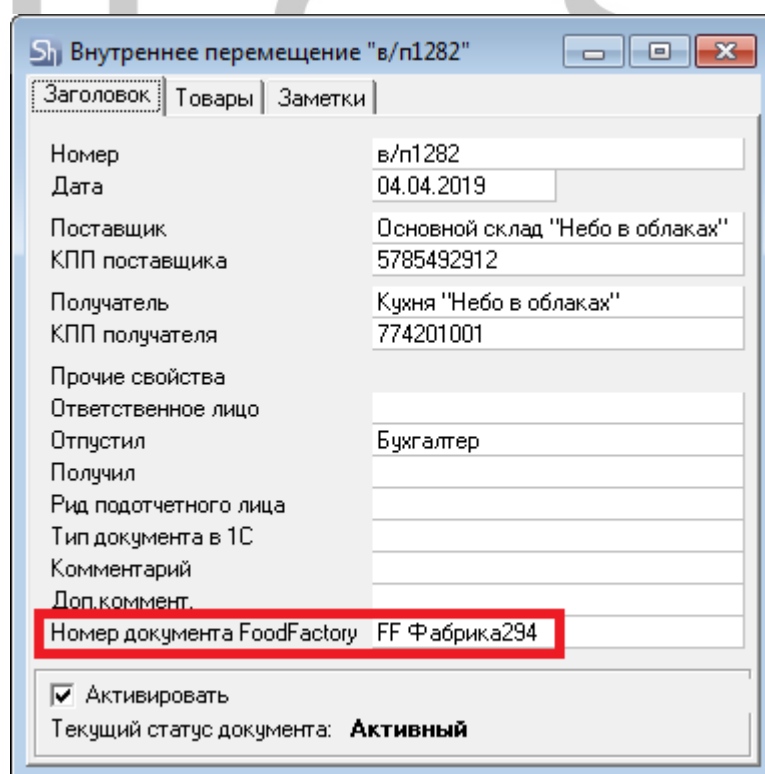 Sh Внутреннее перемещение "в/п1282"
Заголовок Товары Заметки
Номер в/п1282
Дата 04.04.2019
Поставщик Основной склад "Небо в облаках"
КПП поставщика 5785492912
Получатель Кухня "Небо в облаках"
КПП получателя 774201001
Прочие свойства
Ответственное лицо
Отпустил Бухгалтер
Получил
Рид подотчетного лица
Тип документа в 1С
Комментарий
Доп.коммент.
Номер документа FoodFactory FF Фабрика294
Активировать
Текущий статус документа: Активный